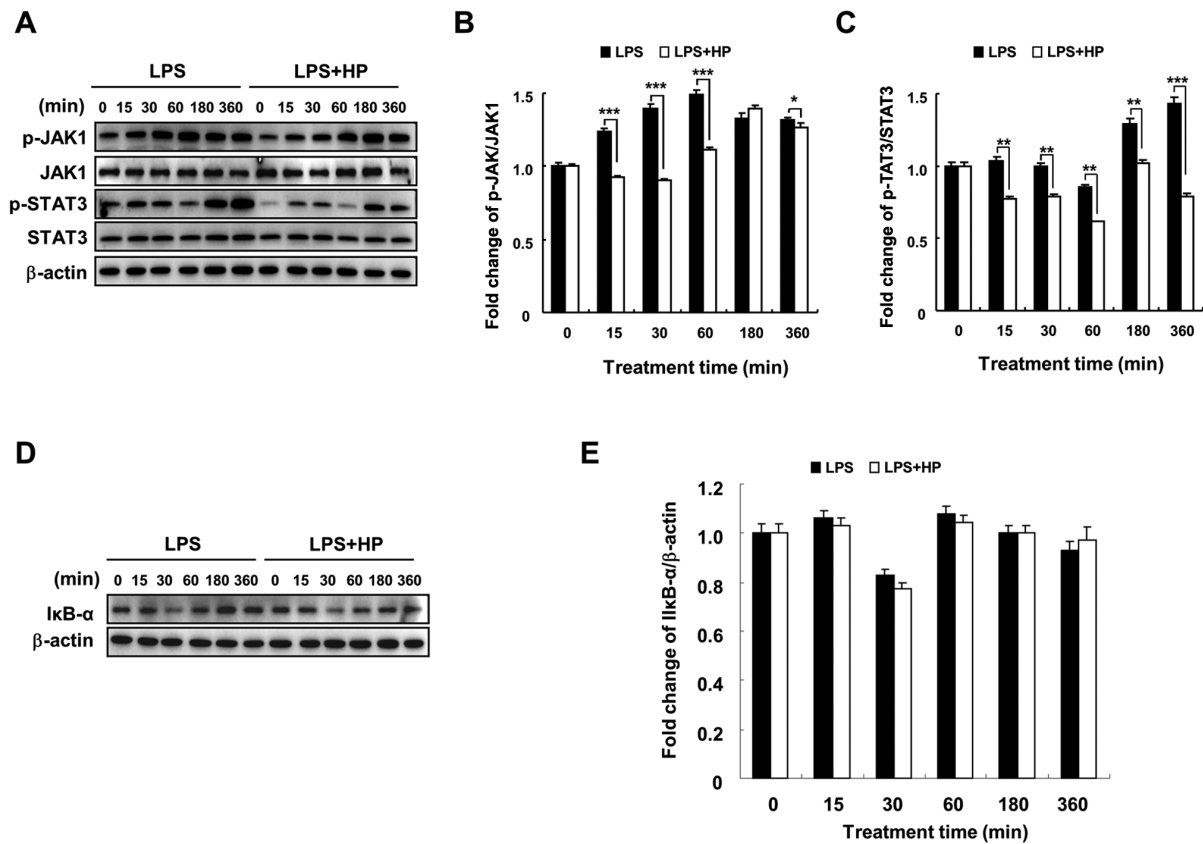 A
LPS LPS+HP
(min) 0 15 30 60 180 360 0 15 30 60 180 360
p-JAK1
JAK1
p-STAT3
STAT3
β-actin
B
LPS LPS+HP
Fold change of p-JAK/JAK1
1.5
1.0
0.5
0
*** *** *** *
0 15 30 60 180 360
Treatment time (min)
C
LPS LPS+HP
Fold change of p-TAT3/STAT3
1.5
1.0
0.5
0
** ** ** ** ***
0 15 30 60 180 360
Treatment time (min)
D
LPS LPS+HP
(min) 0 15 30 60 180 360 0 15 30 60 180 360
IκB-α
β-actin
E
LPS LPS+HP
Fold change of IIκB-α/β-actin
1.2
1.0
0.8
0.6
0.4
0.2
0
0 15 30 60 180 360
Treatment time (min)